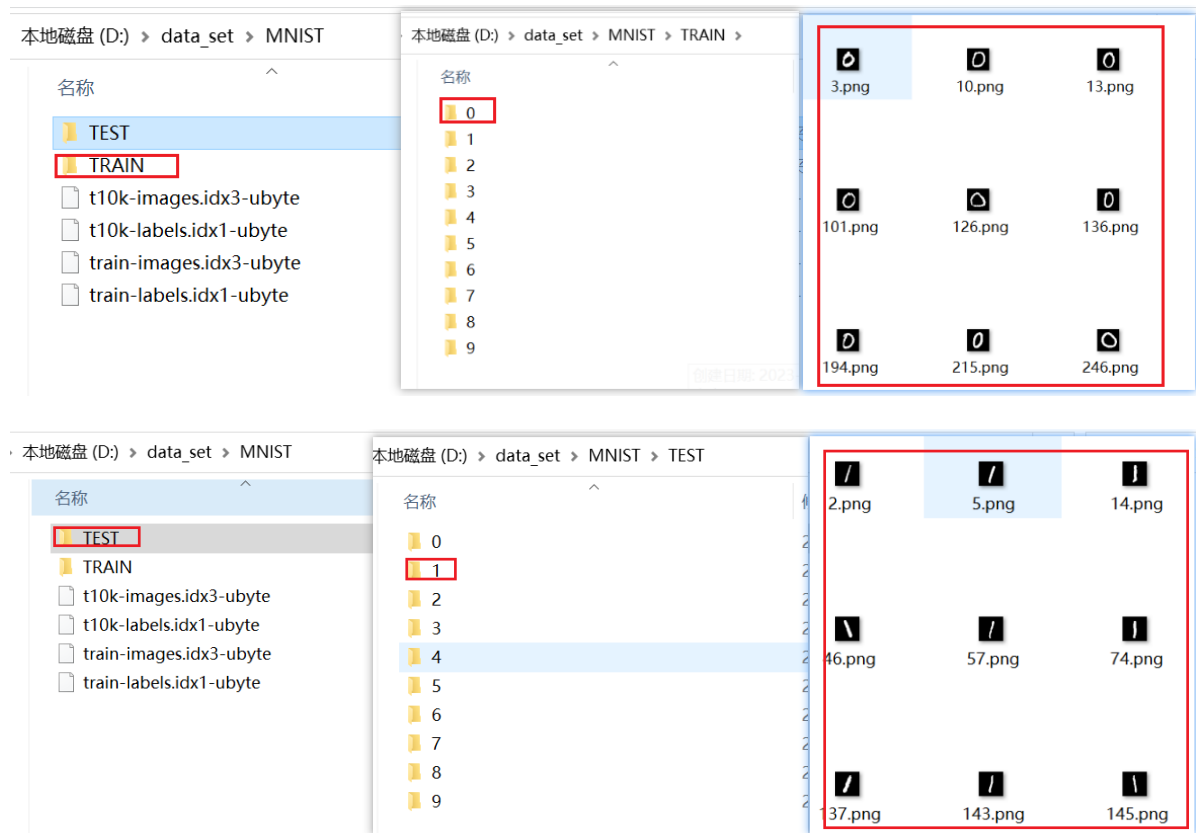 本地磁盘 (D:) › data_set › MNIST
名称
TEST
TRAIN
t10k-images.idx3-ubyte
t10k-labels.idx1-ubyte
train-images.idx3-ubyte
train-labels.idx1-ubyte
本地磁盘 (D:) › data_set › MNIST › TRAIN ›
名称
0
1
2
3
4
5
6
7
8
9
创建日期: 2023
3.png 10.png 13.png
101.png 126.png 136.png
194.png 215.png 246.png
本地磁盘 (D:) › data_set › MNIST
名称
TEST
TRAIN
t10k-images.idx3-ubyte
t10k-labels.idx1-ubyte
train-images.idx3-ubyte
train-labels.idx1-ubyte
本地磁盘 (D:) › data_set › MNIST › TEST
名称
0
1
2
3
4
5
6
7
8
9
2.png 5.png 14.png
46.png 57.png 74.png
137.png 143.png 145.png